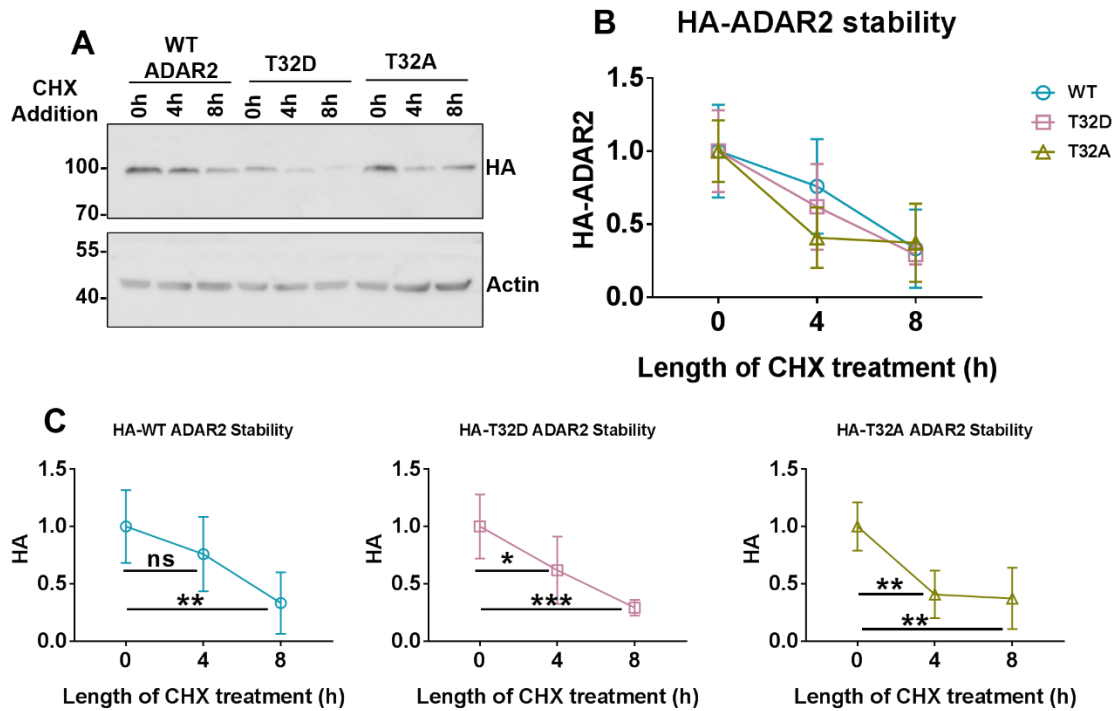 A
WT
ADAR2
T32D
T32A
CHX
Addition
0h 4h 8h 0h 4h 8h 0h 4h 8h
100
70
HA
55
40
Actin
B
HA-ADAR2 stability
HA-ADAR2
1.5
1.0
0.5
0.0
0 4 8
Length of CHX treatment (h)
WT
T32D
T32A
C
HA-WT ADAR2 Stability
HA
1.5
1.0
0.5
0.0
ns
**
0 4 8
Length of CHX treatment (h)
HA-T32D ADAR2 Stability
HA
1.5
1.0
0.5
0.0
*
***
0 4 8
Length of CHX treatment (h)
HA-T32A ADAR2 Stability
HA
1.5
1.0
0.5
0.0
**
**
0 4 8
Length of CHX treatment (h)